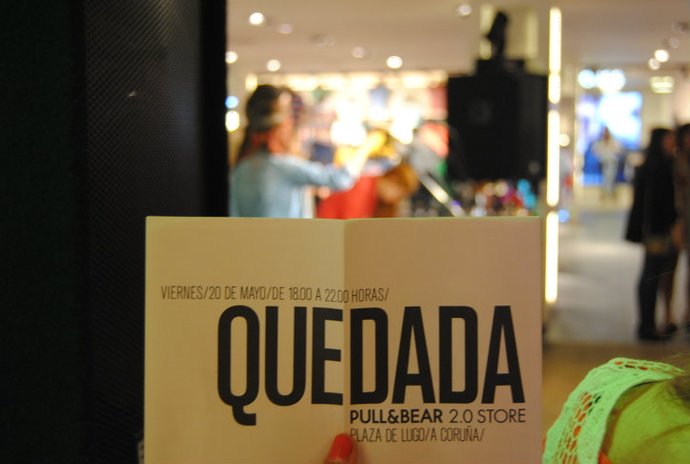 VIERNES/20 DE MAYO/DE 18.00 A 22.00 HORAS/
QUEDADA
PULL&BEAR 2.0 STORE
PLAZA DE LUGO/A CORUÑA/